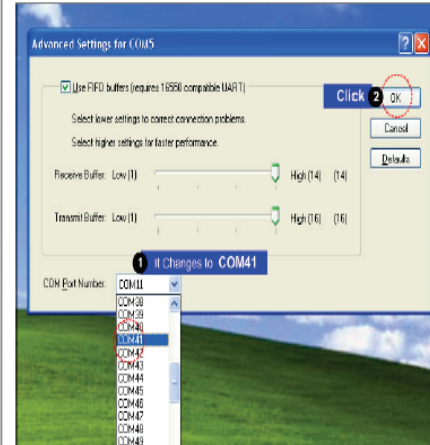 Advanced Settings for COM5
Use FIFO buffers (requires 16550 compatible UART)
Click 2 OK
Select lower settings to correct connection problems.
Cancel
Select higher settings for faster performance.
Defaults
Receive Buffer: Low (1) High (14) (14)
Transmit Buffer: Low (1) High (16) (16)
1 It Changes to COM41
COM Port Number: COM11
COM38
COM39
COM40
COM41
COM42
COM43
COM44
COM45
COM46
COM47
COM48
COM49